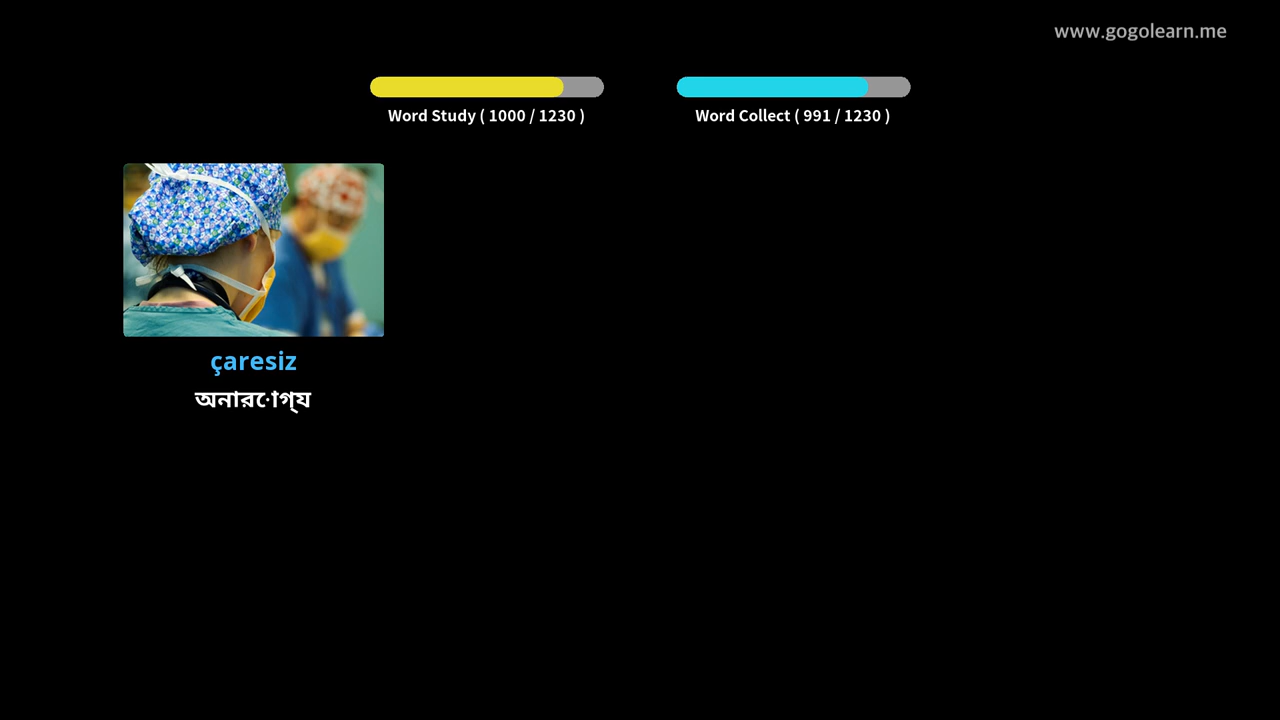 www.gogolearn.me
Word Study ( 1000 / 1230 )
Word Collect ( 991 / 1230 )
çaresiz
অনারোগ্য